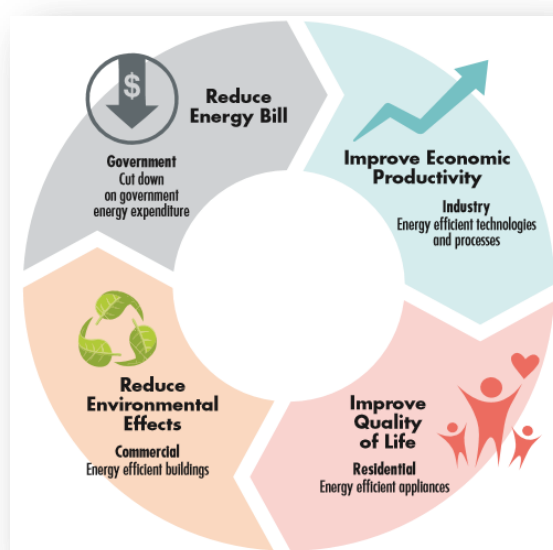 $
Reduce
Energy Bill
Government
Cut down
on government
energy expenditure
Improve Economic
Productivity
Industry
Energy efficient technologies
and processes
Improve
Quality
of Life
Residential
Energy efficient appliances
Reduce
Environmental
Effects
Commercial
Energy efficient buildings